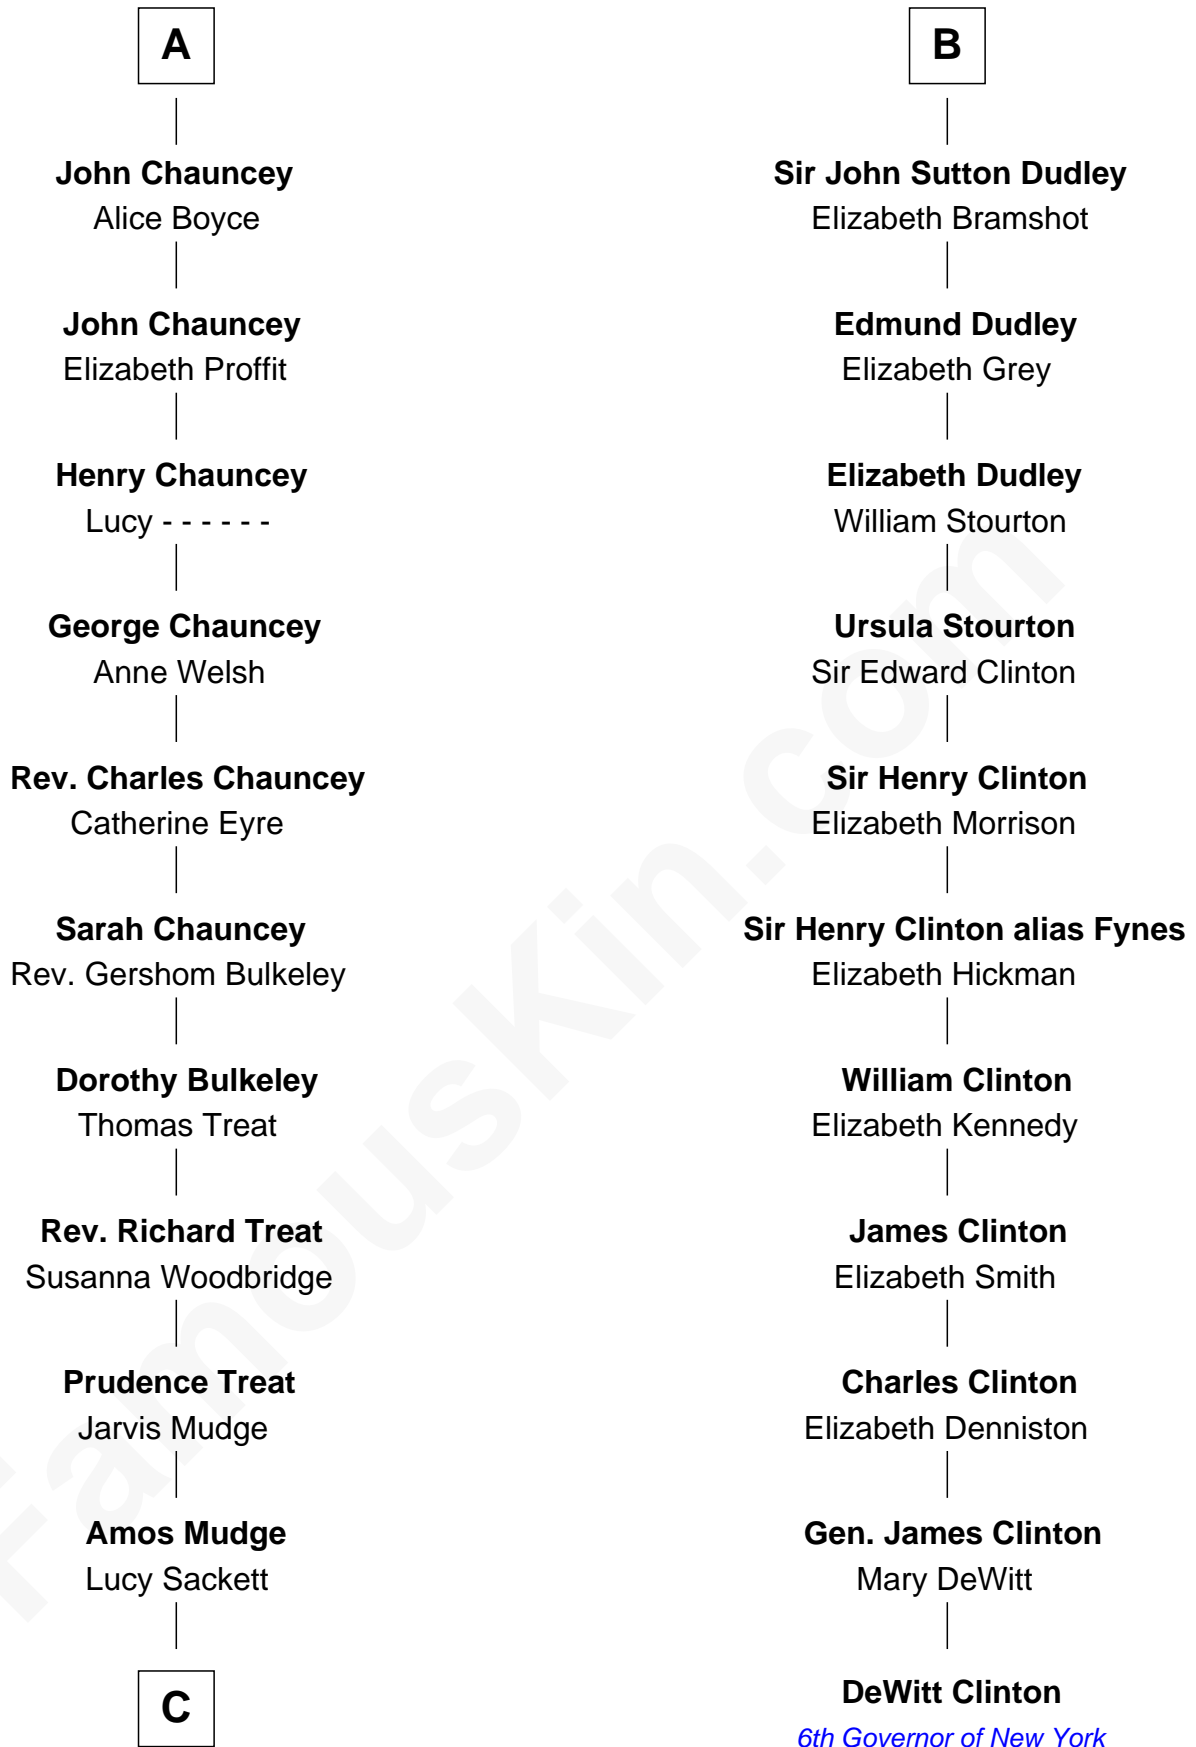 A
John Chauncey
Alice Boyce
John Chauncey
Elizabeth Proffit
Henry Chauncey
Lucy - - - - - -
George Chauncey
Anne Welsh
Rev. Charles Chauncey
Catherine Eyre
Sarah Chauncey
Rev. Gershom Bulkeley
Dorothy Bulkeley
Thomas Treat
Rev. Richard Treat
Susanna Woodbridge
Prudence Treat
Jarvis Mudge
Amos Mudge
Lucy Sackett
C
B
Sir John Sutton Dudley
Elizabeth Bramshot
Edmund Dudley
Elizabeth Grey
Elizabeth Dudley
William Stourton
Ursula Stourton
Sir Edward Clinton
Sir Henry Clinton
Elizabeth Morrison
Sir Henry Clinton alias Fynes
Elizabeth Hickman
William Clinton
Elizabeth Kennedy
James Clinton
Elizabeth Smith
Charles Clinton
Elizabeth Denniston
Gen. James Clinton
Mary DeWitt
DeWitt Clinton
6th Governor of New York
FamousKin.com